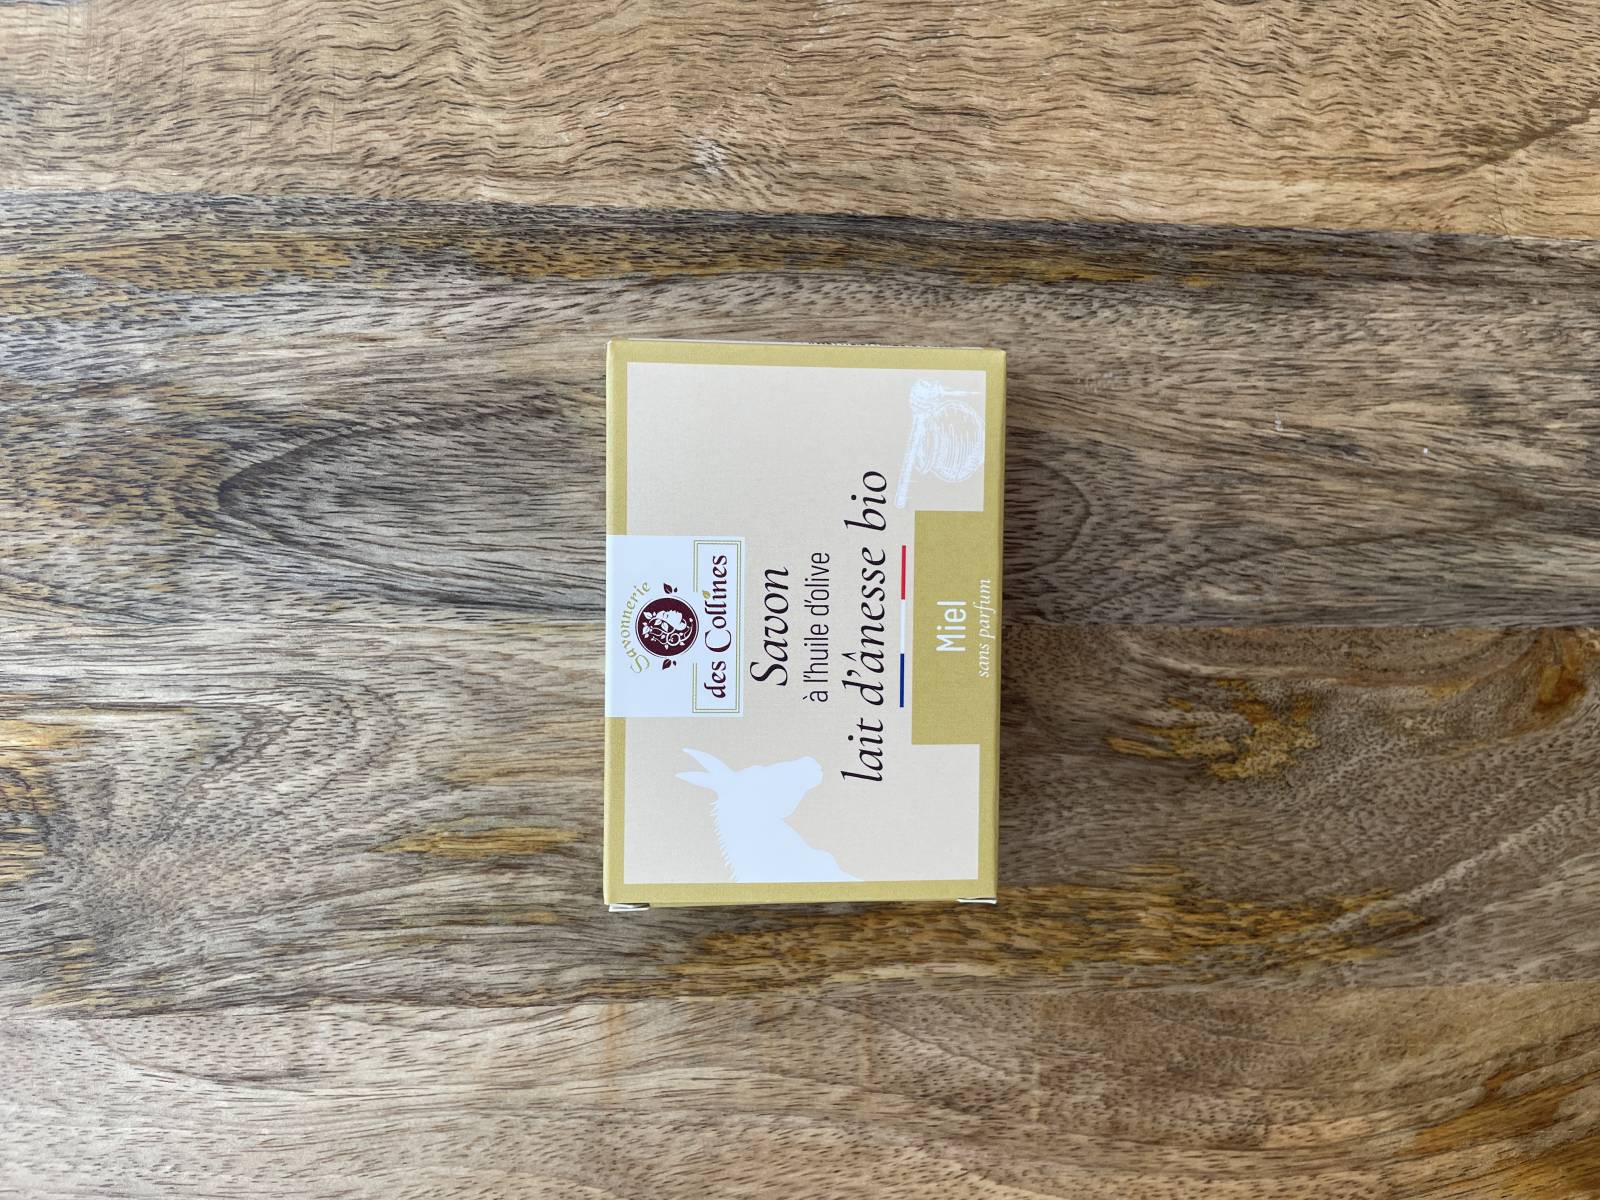 Savonnerie
des Collines
Savon
à l'huile d'olive
lait d'ânesse bio
Miel
sans parfum